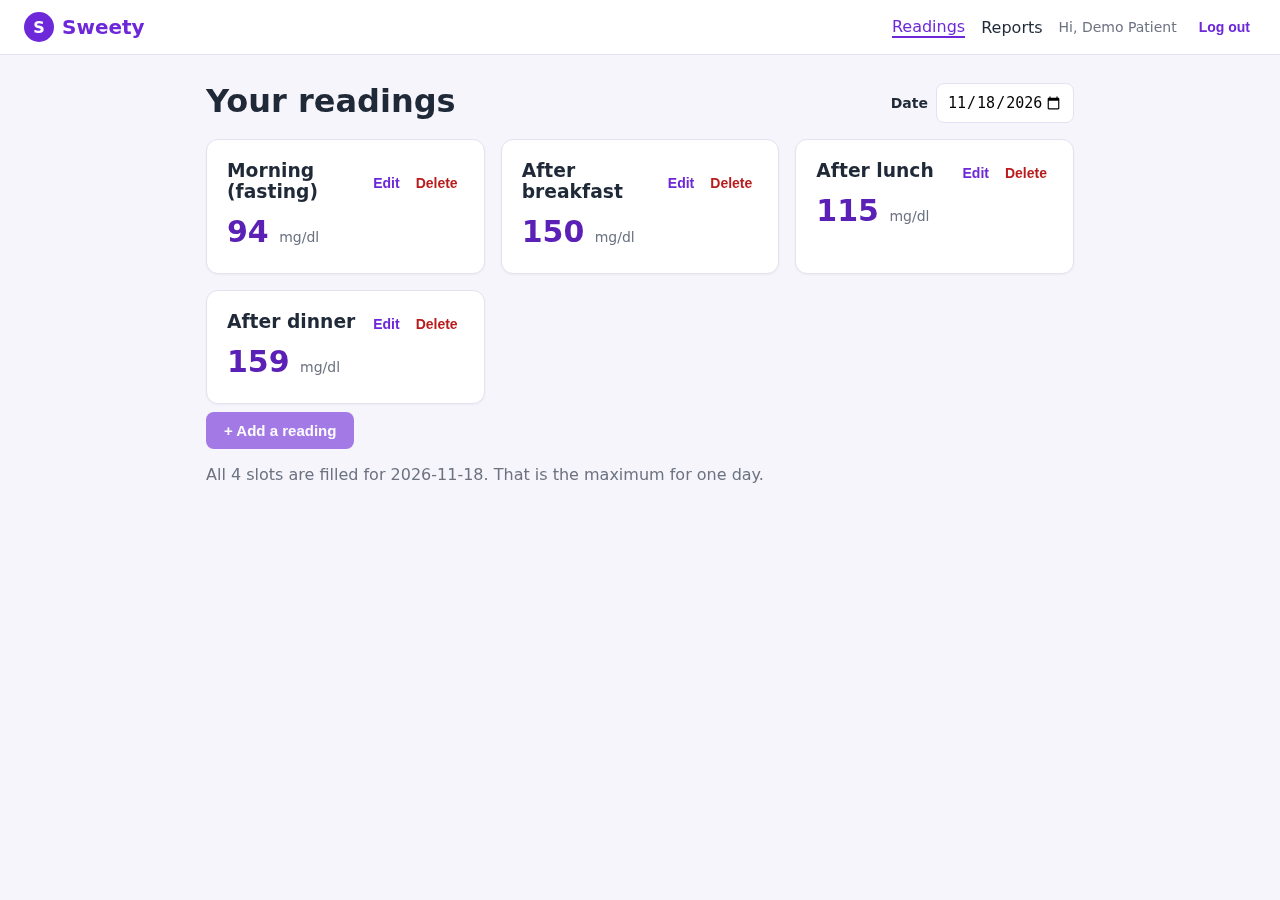 S Sweety
Readings Reports Hi, Demo Patient Log out
Your readings
Date 11/18/2026
Morning
(fasting)
Edit Delete
94 mg/dl
After
breakfast
Edit Delete
150 mg/dl
After lunch Edit Delete
115 mg/dl
After dinner Edit Delete
159 mg/dl
+ Add a reading
All 4 slots are filled for 2026-11-18. That is the maximum for one day.